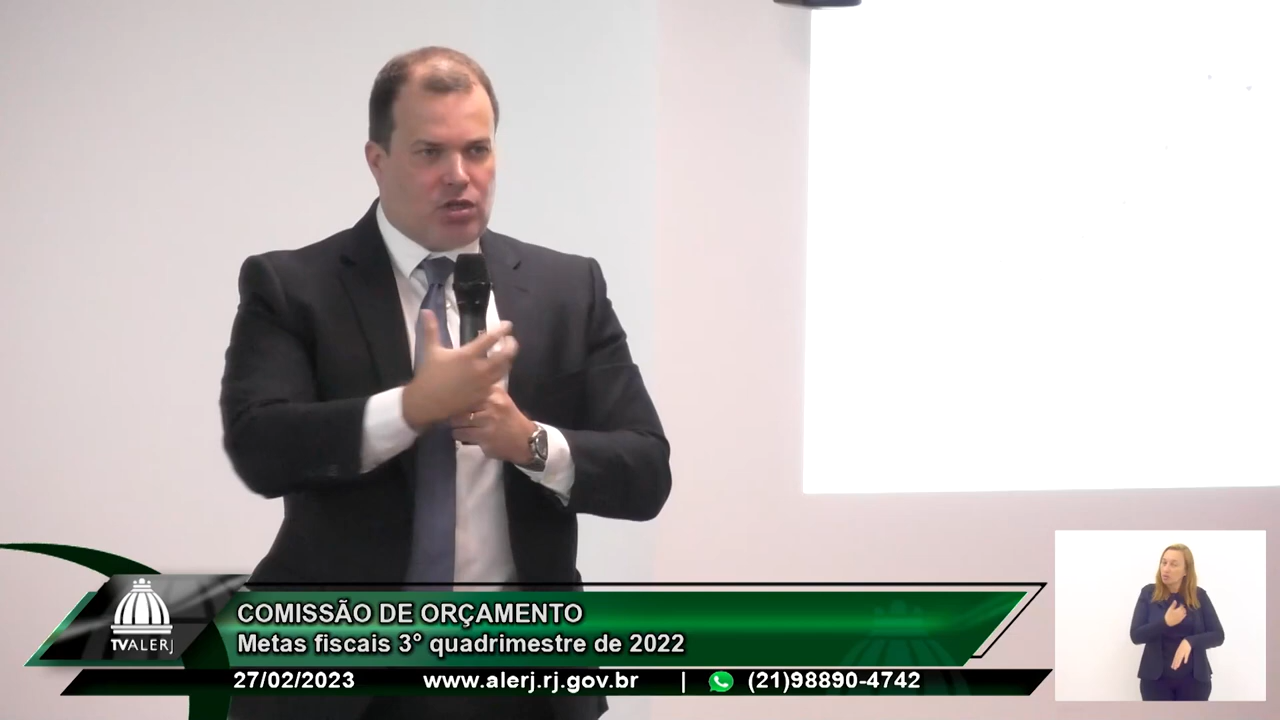 COMISSÃO DE ORÇAMENTO
Metas fiscais 3° quadrimestre de 2022
TVALERJ
27/02/2023 www.alerj.rj.gov.br | (21)98890-4742